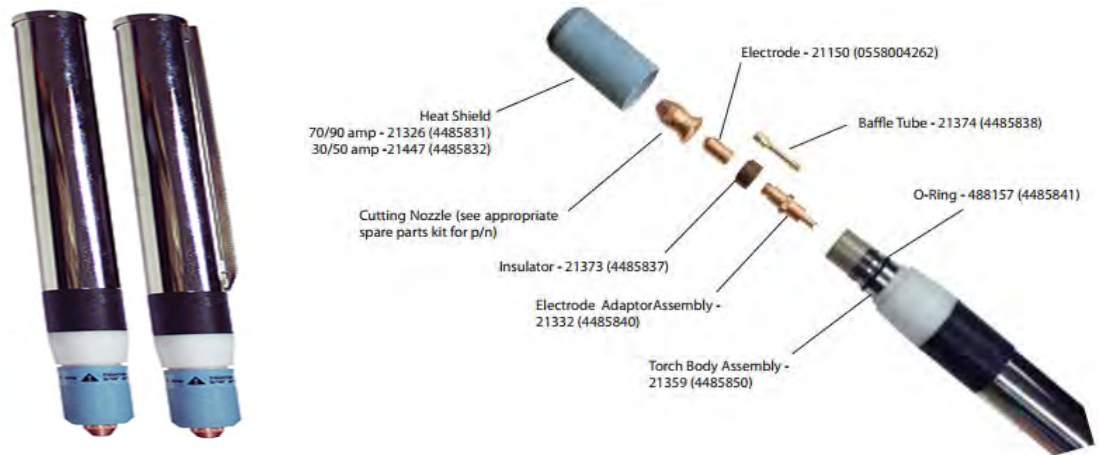 Electrode - 21150 (0558004262)
Heat Shield
70/90 amp - 21326 (4485831)
30/50 amp -21447 (4485832)
Baffle Tube - 21374 (4485838)
O-Ring - 488157 (4485841)
Cutting Nozzle (see appropriate
spare parts kit for p/n)
Insulator - 21373 (4485837)
Electrode AdaptorAssembly -
21332 (4485840)
Torch Body Assembly -
21359 (4485850)